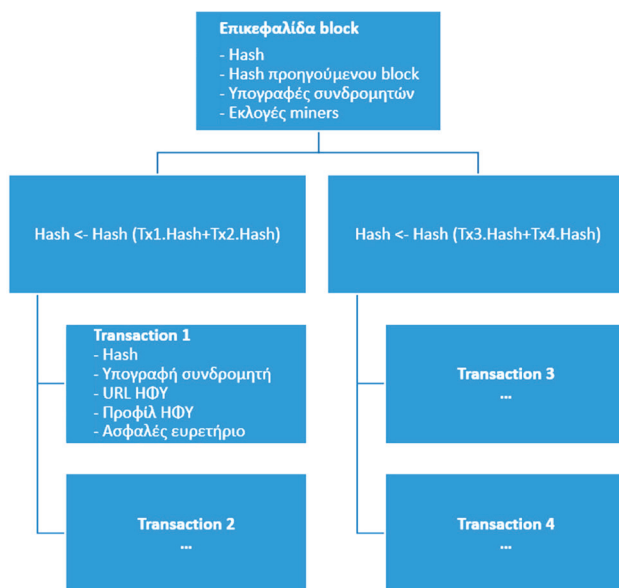 Επικεφαλίδα block
- Hash
- Hash προηγούμενου block
- Υπογραφές συνδρομητών
- Εκλογές miners
Hash <- Hash (Tx1.Hash+Tx2.Hash)
Hash <- Hash (Tx3.Hash+Tx4.Hash)
Transaction 1
- Hash
- Υπογραφή συνδρομητή
- URL ΗΦΥ
- Προφίλ ΗΦΥ
- Ασφαλές ευρετήριο
Transaction 2
...
Transaction 3
...
Transaction 4
...